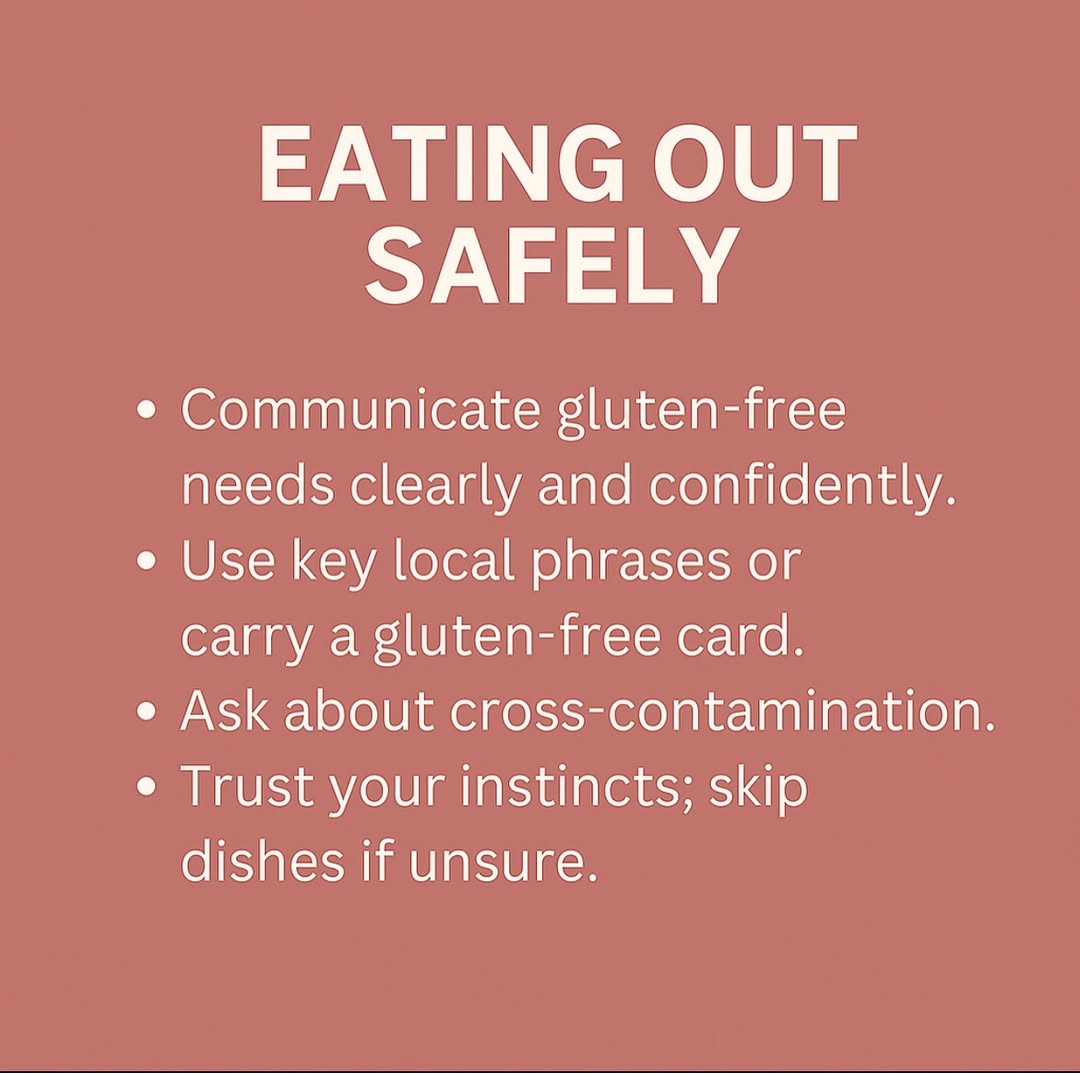 EATING OUT
SAFELY
• Communicate gluten-free
needs clearly and confidently.
• Use key local phrases or
carry a gluten-free card.
• Ask about cross-contamination.
• Trust your instincts; skip
dishes if unsure.